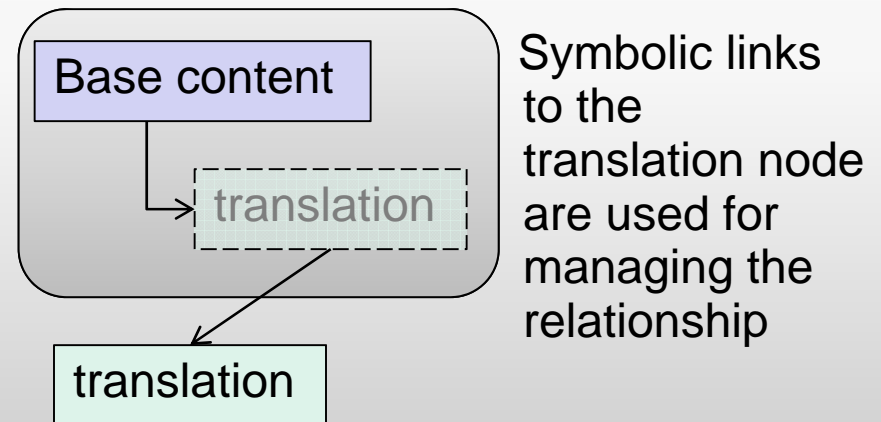 Base content
translation
translation
Symbolic links
to the
translation node
are used for
managing the
relationship